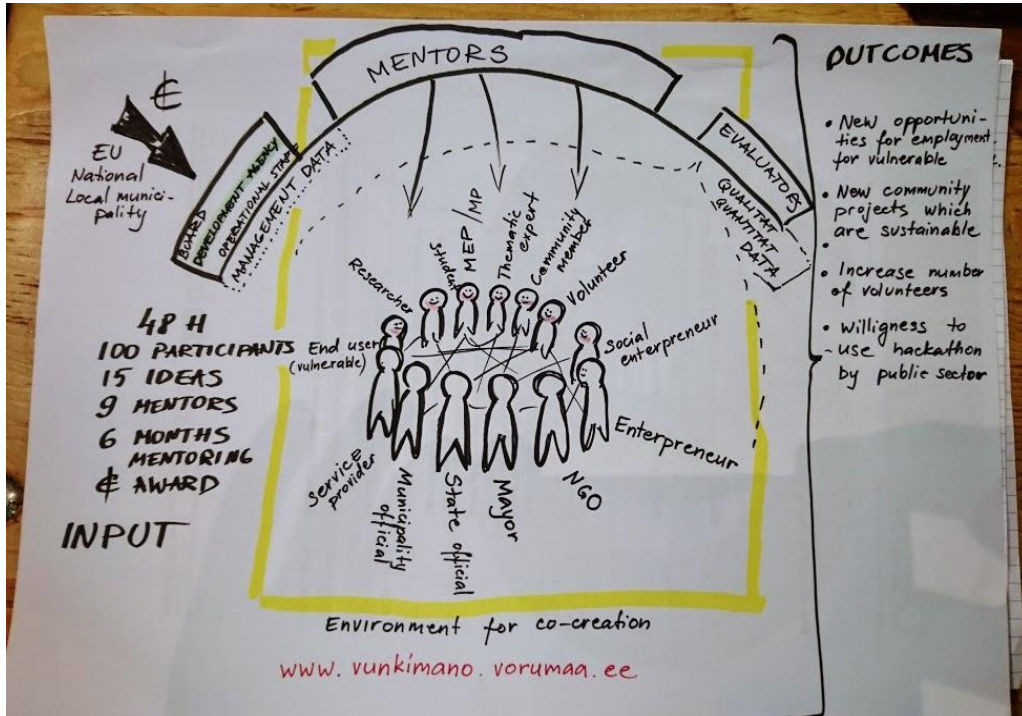 MENTORS
₵
EU
National
Local munici-
pality
BOARD
DEVELOPMENT AGENCY
OPERATIONAL STAFF
MANAGEMENT DATA
EVALUATORS
QUALITAT
QUANTITAT
DATA
48 H
100 PARTICIPANTS
15 IDEAS
9 MENTORS
6 MONTHS
MENTORING
₵ AWARD
INPUT
End user
(vulnerable)
Researcher
Student
MEP/MP
Thematic
expert
Community
member
Volunteer
Social
enterpreneur
Enterpreneur
NGO
Mayor
State official
Municipality
official
Service
provider
Environment for co-creation
www.vunkimano.vorumaa.ee
OUTCOMES
• New opportuni-
ties for employment
for vulnerable
• New community
projects which
are sustainable
• Increase number
of volunteers
• Willigness to
use hackathon
by public sector